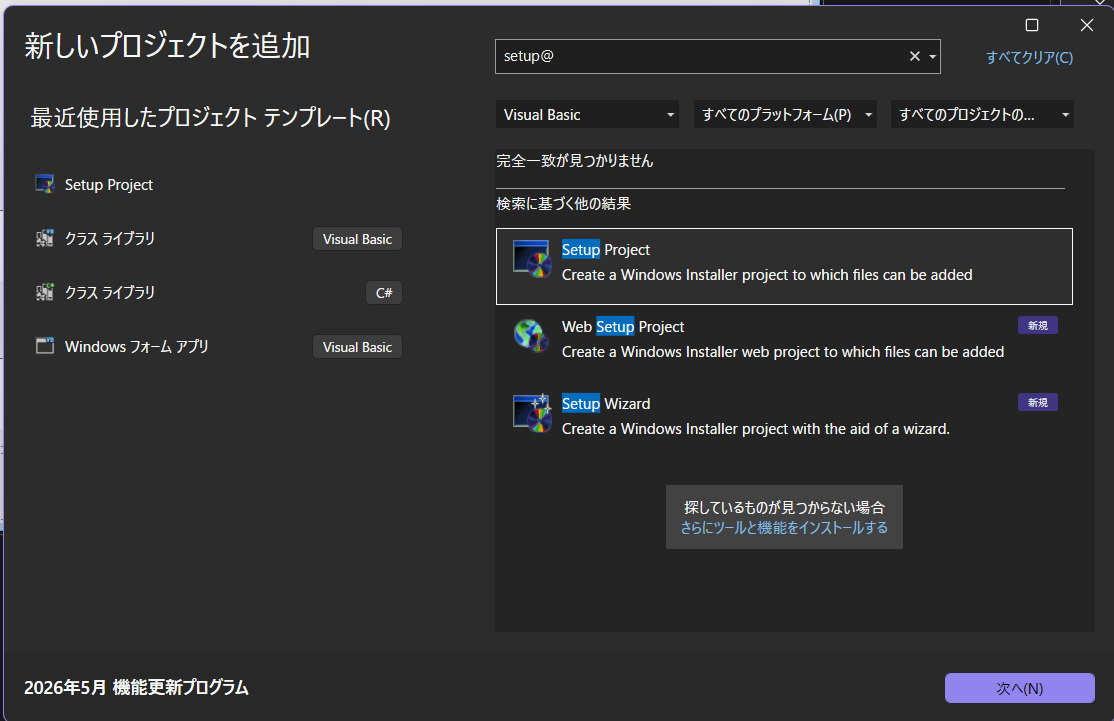 新しいプロジェクトを追加
setup@
すべてクリア(C)
最近使用したプロジェクト テンプレート(R)
Visual Basic
すべてのプラットフォーム(P)
すべてのプロジェクトの...
Setup Project
クラス ライブラリ
Visual Basic
クラス ライブラリ
C#
Windows フォーム アプリ
Visual Basic
完全一致が見つかりません
検索に基づく他の結果
Setup Project
Create a Windows Installer project to which files can be added
Web Setup Project
新規
Create a Windows Installer web project to which files can be added
Setup Wizard
新規
Create a Windows Installer project with the aid of a wizard.
探しているものが見つからない場合
さらにツールと機能をインストールする
2026年5月 機能更新プログラム
次へ(N)